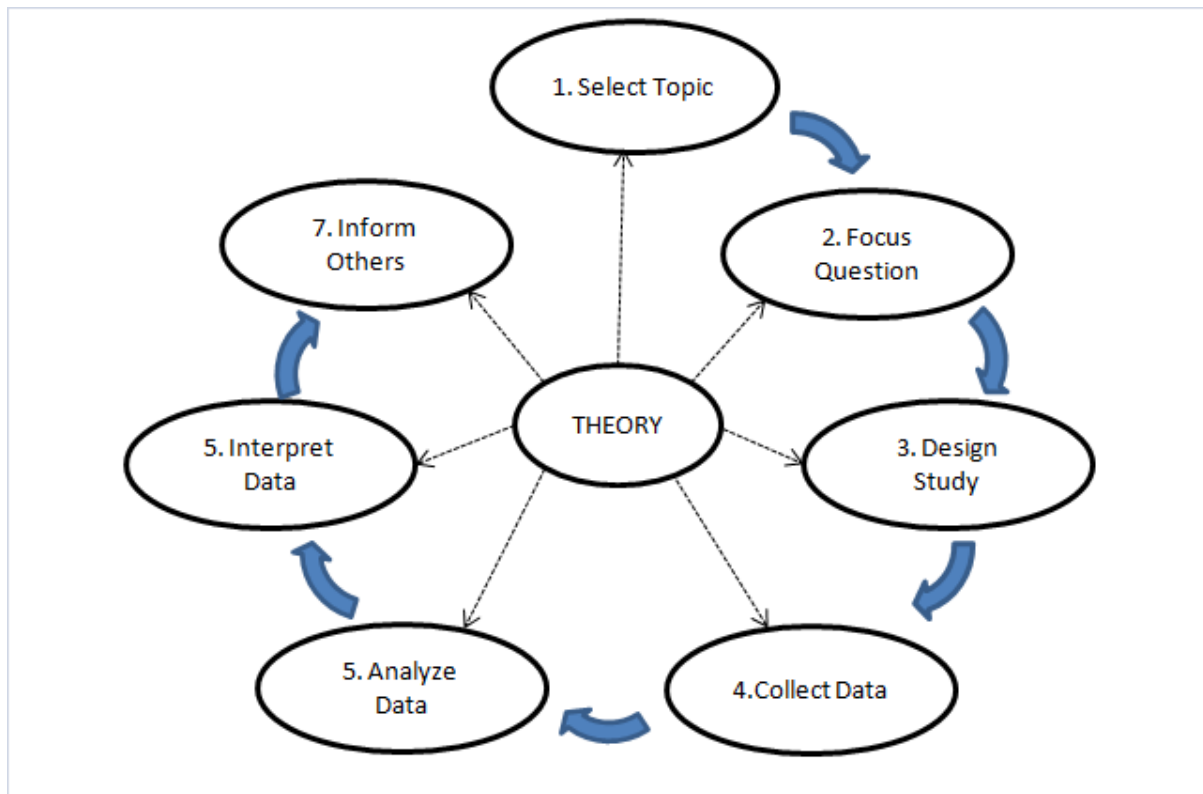 1. Select Topic
2. Focus
Question
3. Design
Study
4.Collect Data
5. Analyze
Data
5. Interpret
Data
7. Inform
Others
THEORY